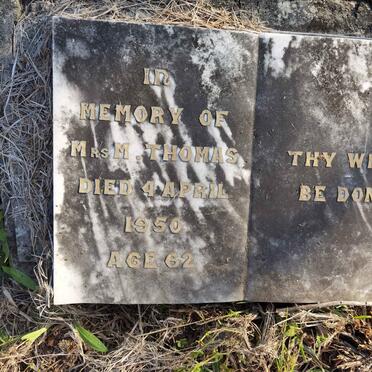 IN
MEMORY OF
MRS M. THOMAS
DIED 4 APRIL
1950
AGE 62
THY WI
BE DON